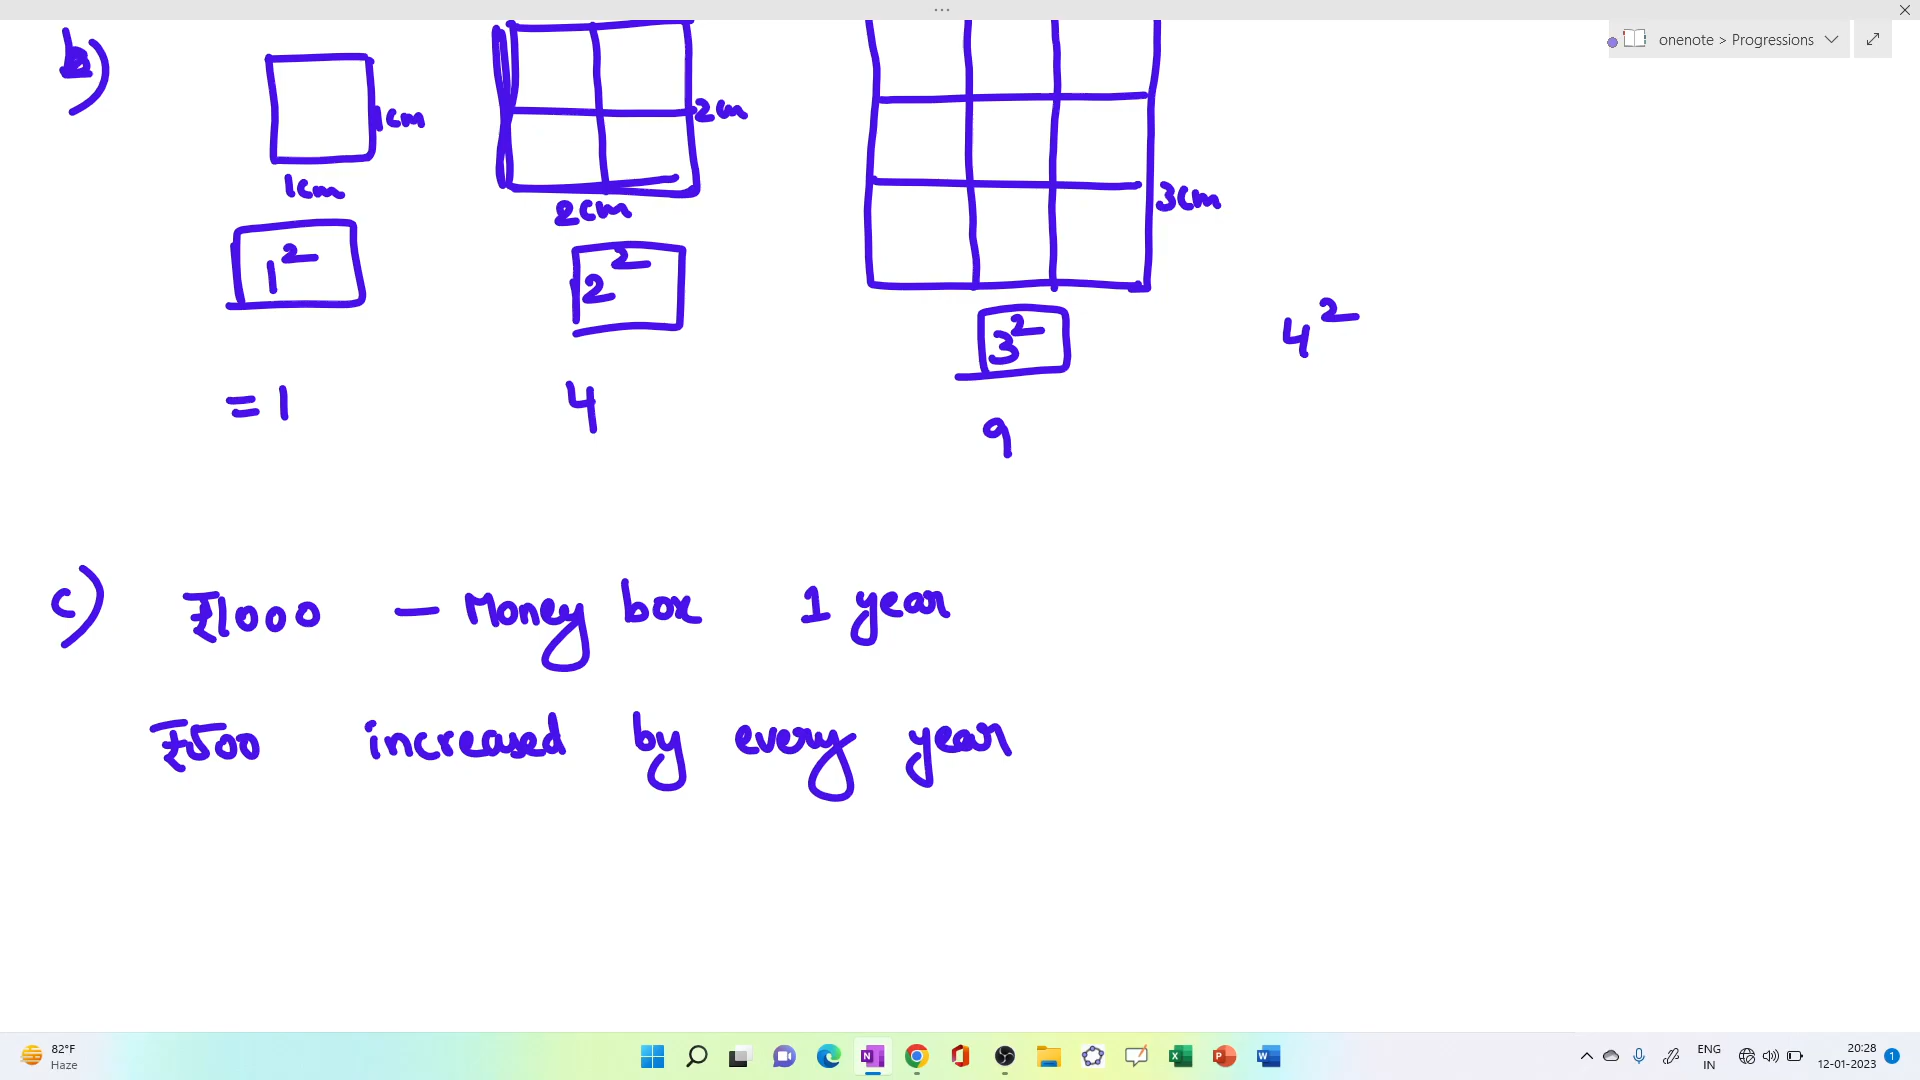 ...
onenote > Progressions
b)
1cm
2cm
1cm
2cm
3cm
1²
2²
3²
4²
= 1
4
9
c) ₹1000 — Money box 1 year
₹500 increased by every year
82°F
Haze
ENG
IN
20:28
12-01-2023
1